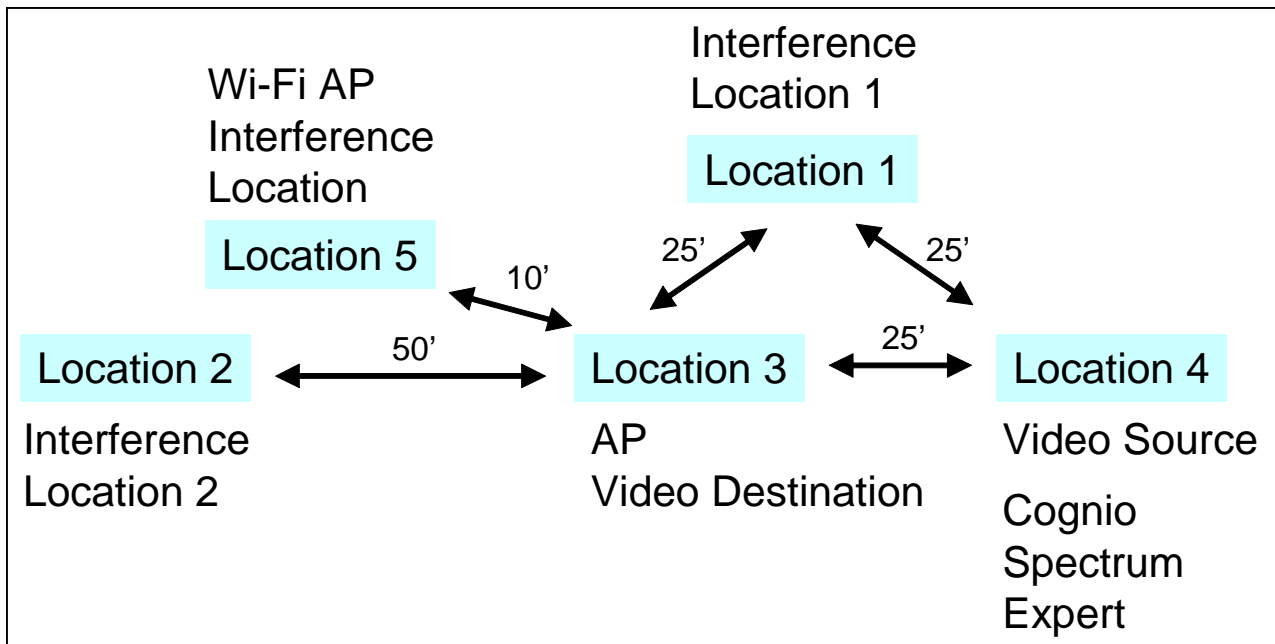 Interference
Location 1
Wi-Fi AP
Interference
Location
Location 1
Location 5
25’
25’
10’
Location 2
50’
Location 3
25’
Location 4
Interference
Location 2
AP
Video Destination
Video Source
Cognio
Spectrum
Expert